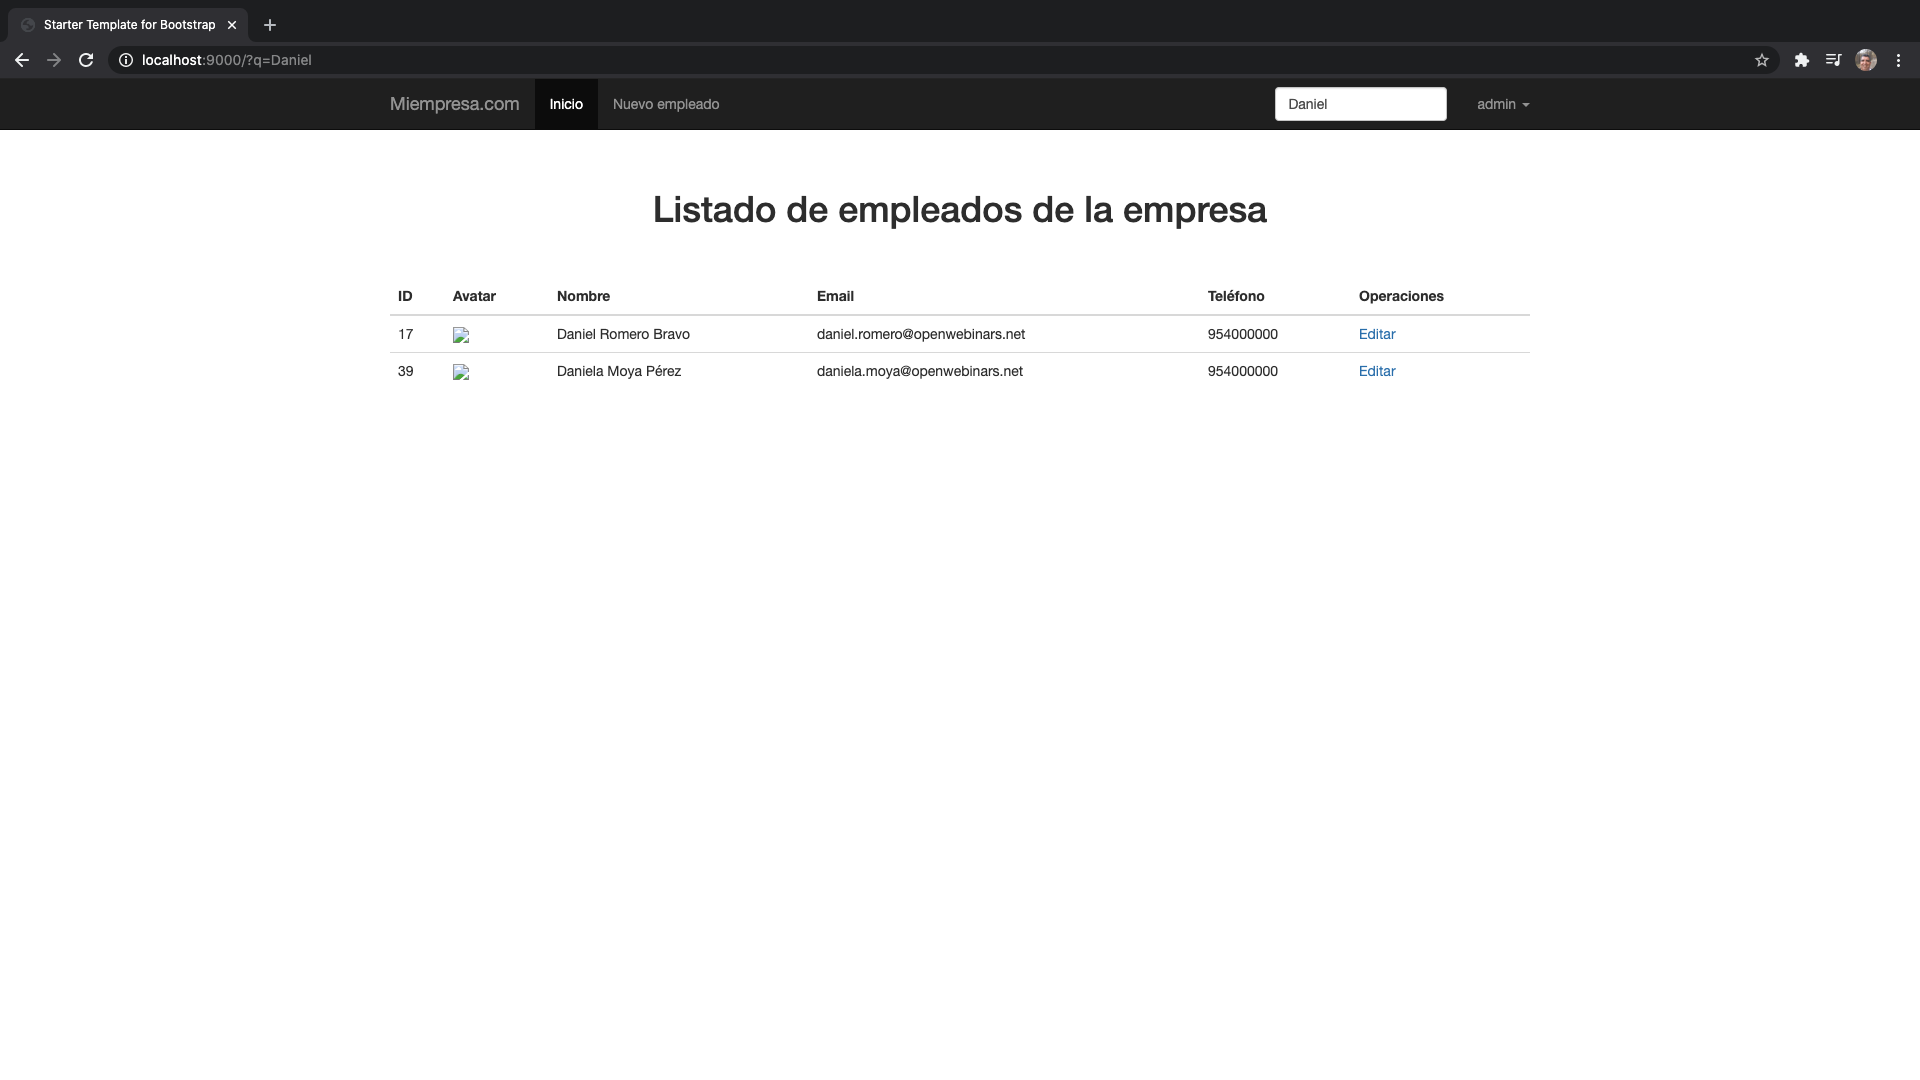 Starter Template for Bootstrap
localhost:9000/?q=Daniel
Miempresa.com Inicio Nuevo empleado Daniel admin
Listado de empleados de la empresa
ID Avatar Nombre Email Teléfono Operaciones
17 Daniel Romero Bravo daniel.romero@openwebinars.net 954000000 Editar
39 Daniela Moya Pérez daniela.moya@openwebinars.net 954000000 Editar